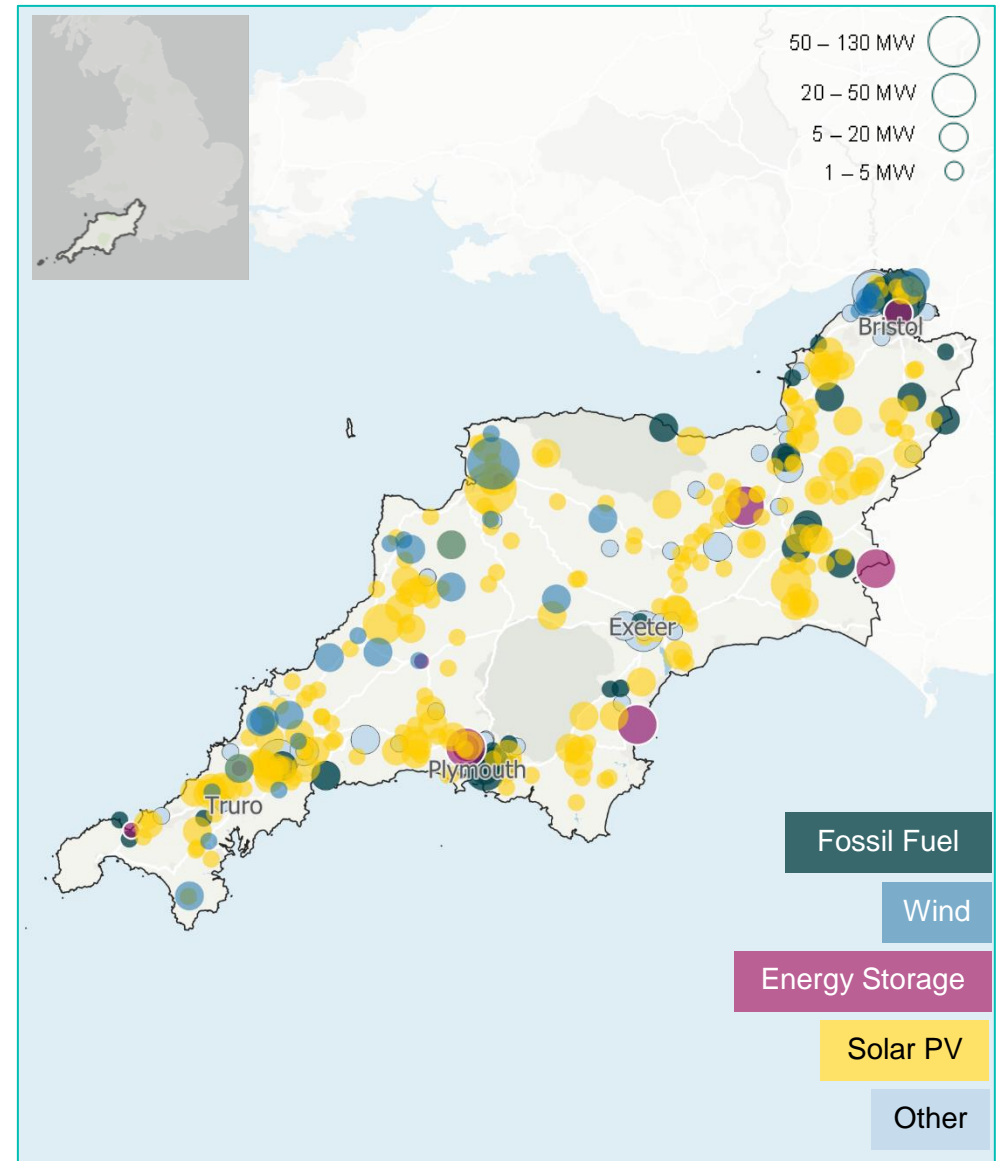 50 – 130 MW
20 – 50 MW
5 – 20 MW
1 – 5 MW
Bristol
Exeter
Plymouth
Truro
Fossil Fuel
Wind
Energy Storage
Solar PV
Other